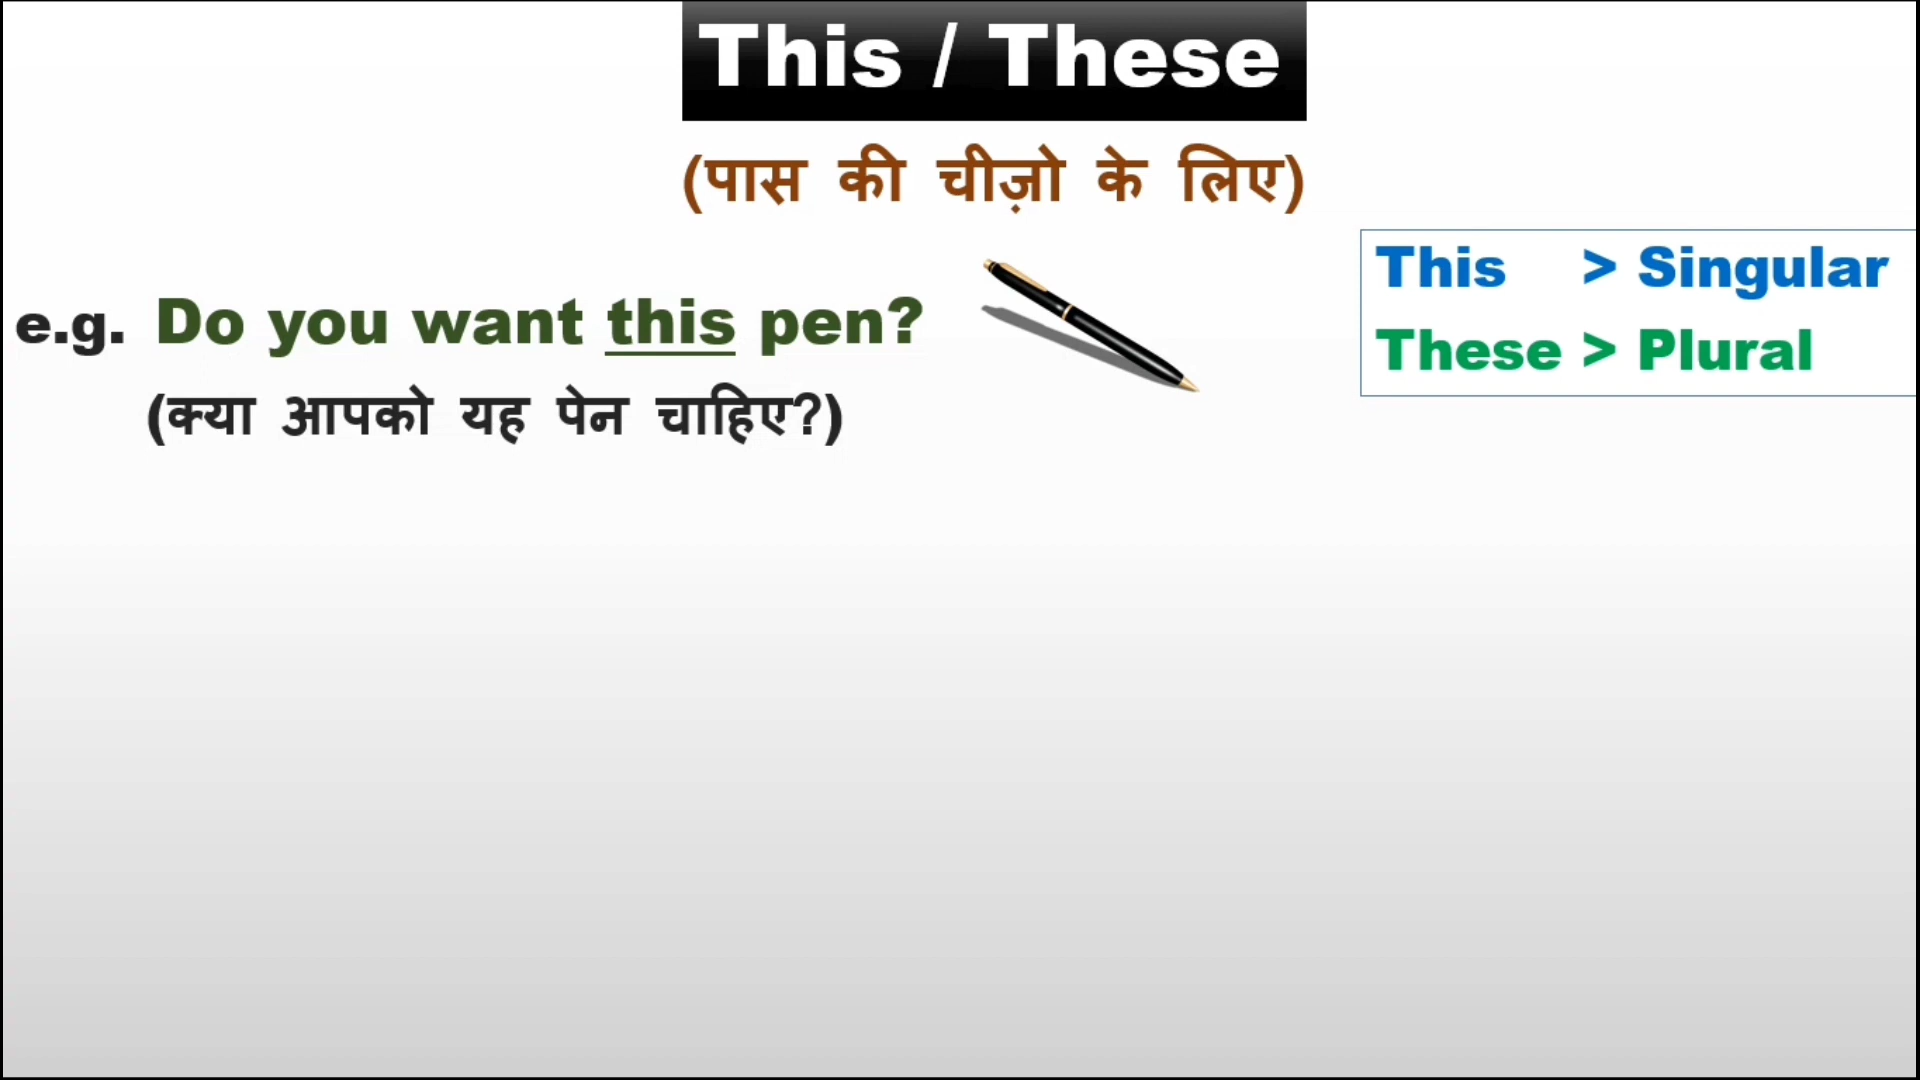 This / These
(पास की चीज़ो के लिए)
This > Singular
These > Plural
e.g. Do you want this pen?
(क्या आपको यह पेन चाहिए?)